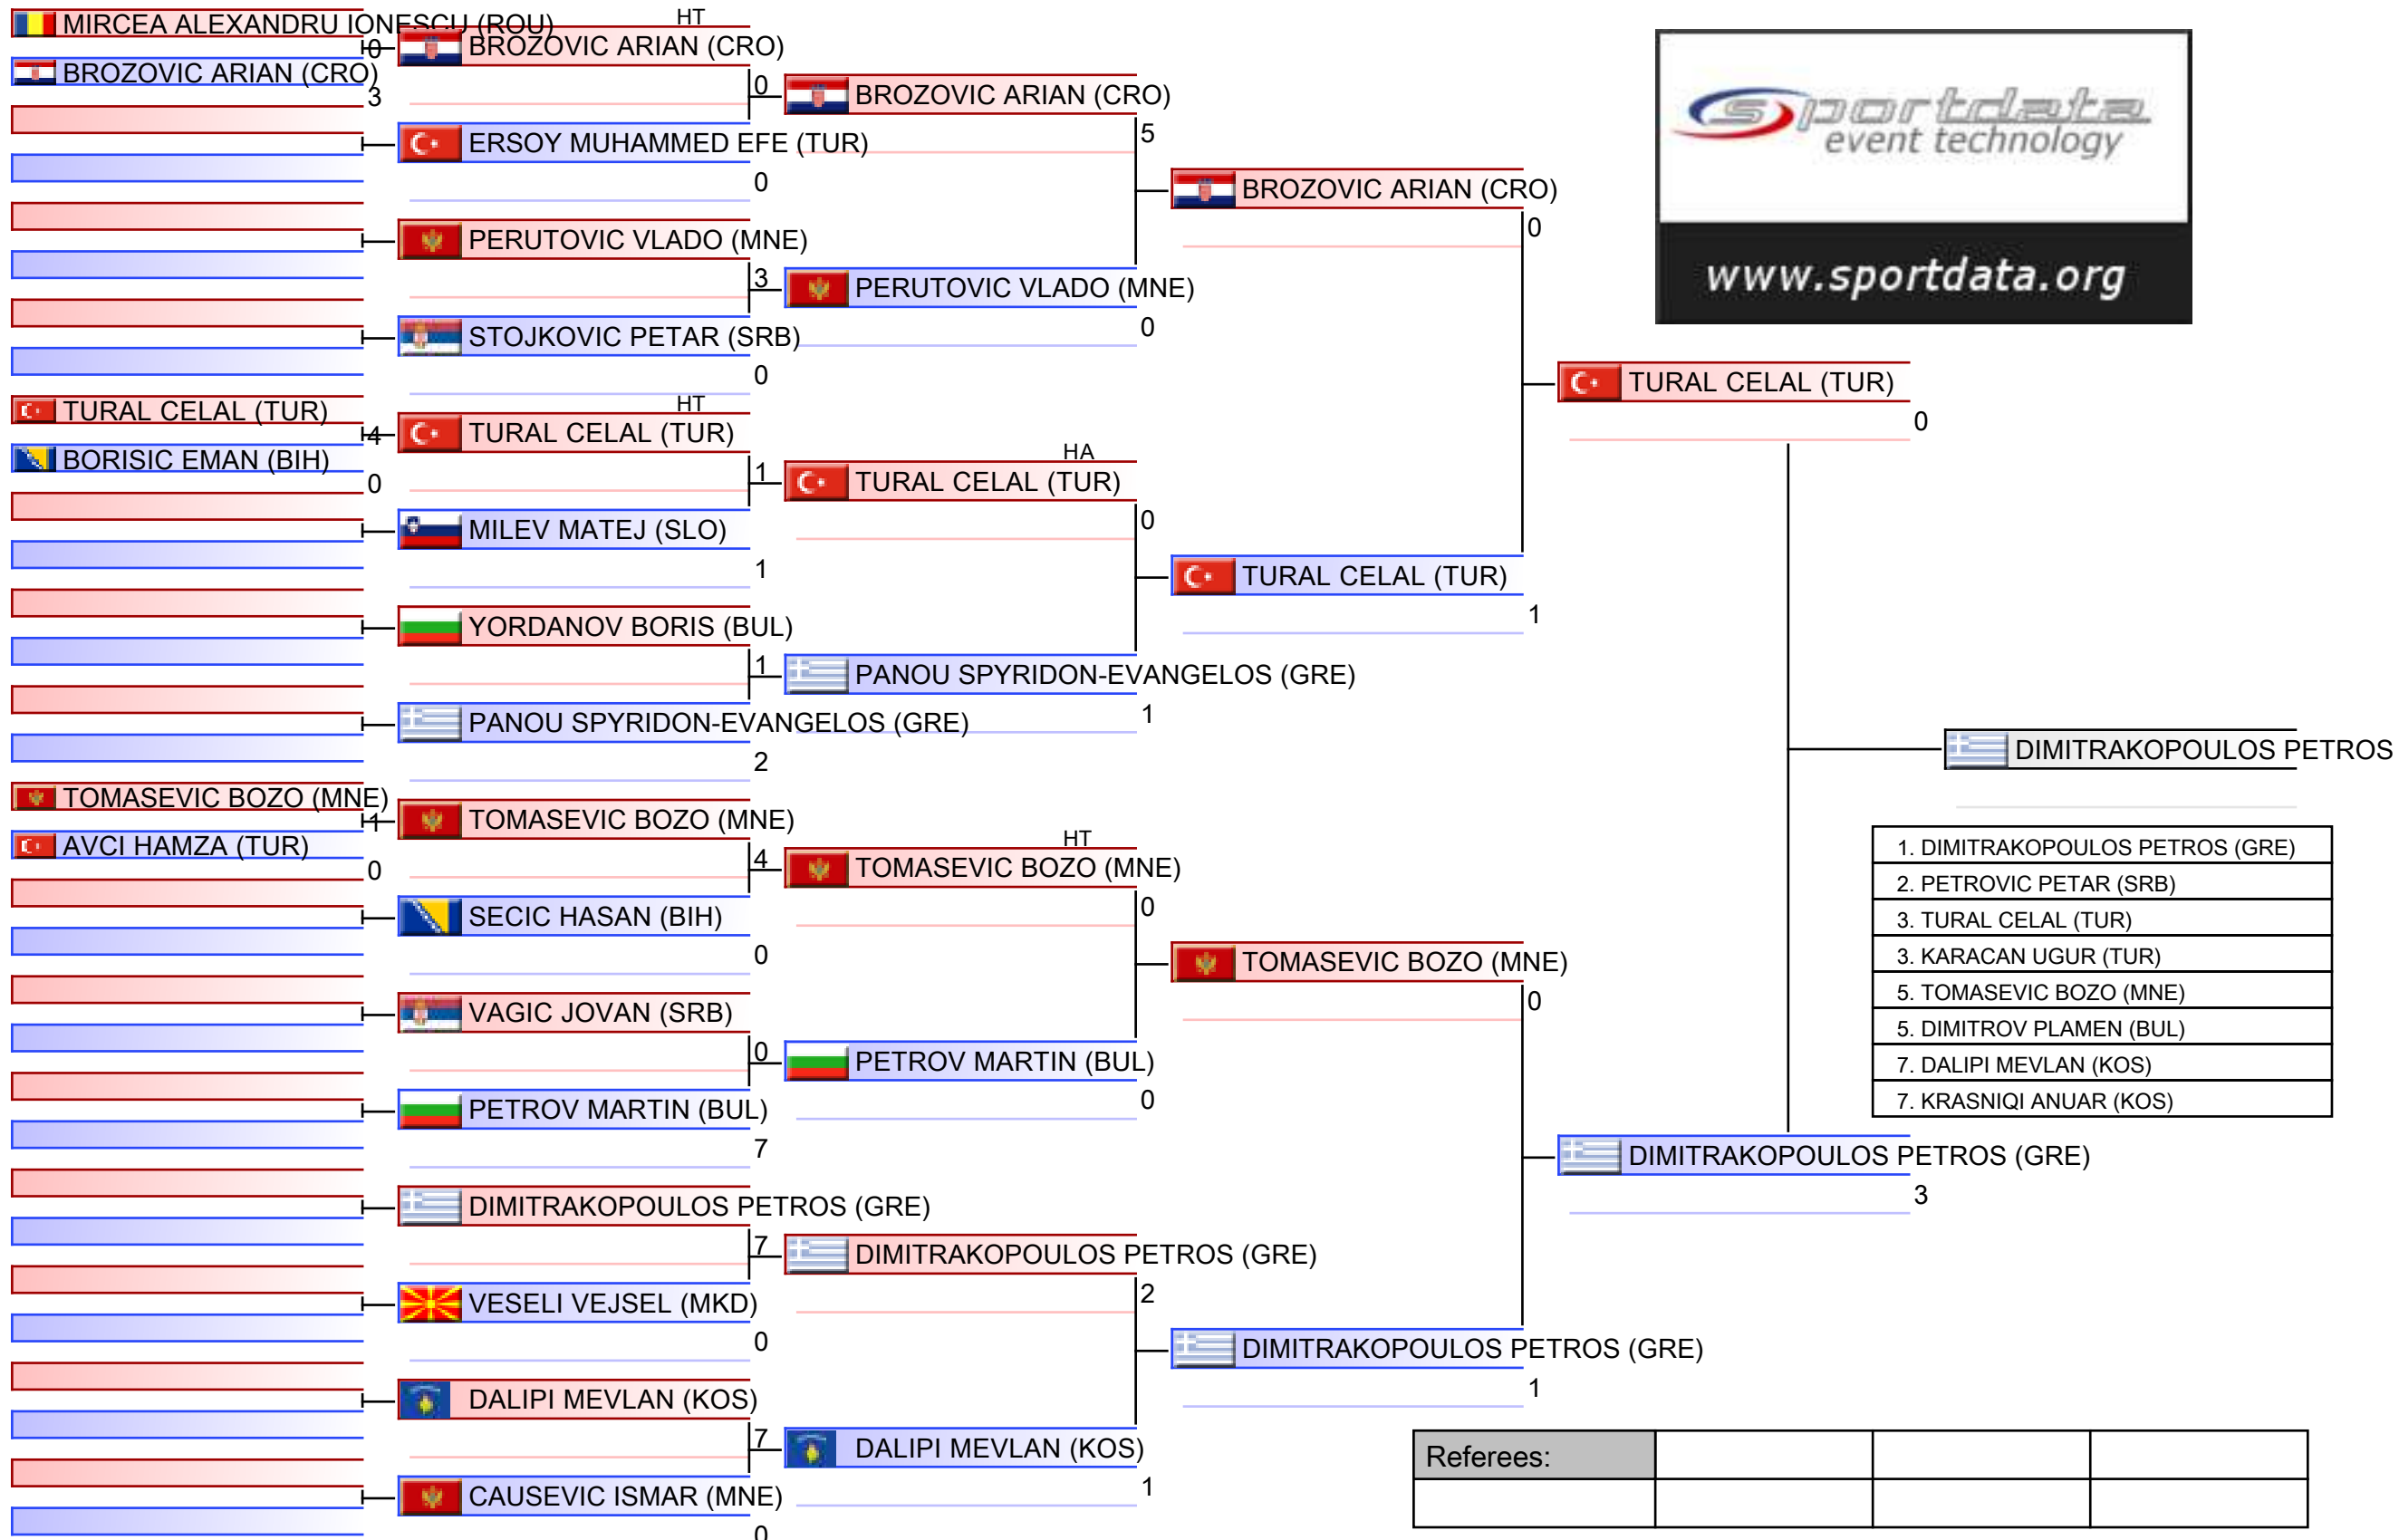 MIRCEA ALEXANDRU IONESCU (ROU)
0
BROZOVIC ARIAN (CRO)
3
TURAL CELAL (TUR)
4
BORISIC EMAN (BIH)
0
TOMASEVIC BOZO (MNE)
1
AVCI HAMZA (TUR)
0
HT
BROZOVIC ARIAN (CRO)
0
ERSOY MUHAMMED EFE (TUR)
0
PERUTOVIC VLADO (MNE)
3
STOJKOVIC PETAR (SRB)
0
HT
TURAL CELAL (TUR)
1
MILEV MATEJ (SLO)
1
YORDANOV BORIS (BUL)
1
PANOU SPYRIDON-EVANGELOS (GRE)
2
TOMASEVIC BOZO (MNE)
4
SECIC HASAN (BIH)
0
VAGIC JOVAN (SRB)
0
PETROV MARTIN (BUL)
7
DIMITRAKOPOULOS PETROS (GRE)
7
VESELI VEJSEL (MKD)
0
DALIPI MEVLAN (KOS)
7
CAUSEVIC ISMAR (MNE)
0
BROZOVIC ARIAN (CRO)
5
PERUTOVIC VLADO (MNE)
0
HA
TURAL CELAL (TUR)
0
PANOU SPYRIDON-EVANGELOS (GRE)
1
HT
TOMASEVIC BOZO (MNE)
0
PETROV MARTIN (BUL)
0
DIMITRAKOPOULOS PETROS (GRE)
2
DALIPI MEVLAN (KOS)
1
BROZOVIC ARIAN (CRO)
0
TURAL CELAL (TUR)
1
TOMASEVIC BOZO (MNE)
0
DIMITRAKOPOULOS PETROS (GRE)
1
TURAL CELAL (TUR)
0
DIMITRAKOPOULOS PETROS (GRE)
3
DIMITRAKOPOULOS PETROS
sportdata
event technology
www.sportdata.org
1. DIMITRAKOPOULOS PETROS (GRE)
2. PETROVIC PETAR (SRB)
3. TURAL CELAL (TUR)
3. KARACAN UGUR (TUR)
5. TOMASEVIC BOZO (MNE)
5. DIMITROV PLAMEN (BUL)
7. DALIPI MEVLAN (KOS)
7. KRASNIQI ANUAR (KOS)
Referees: